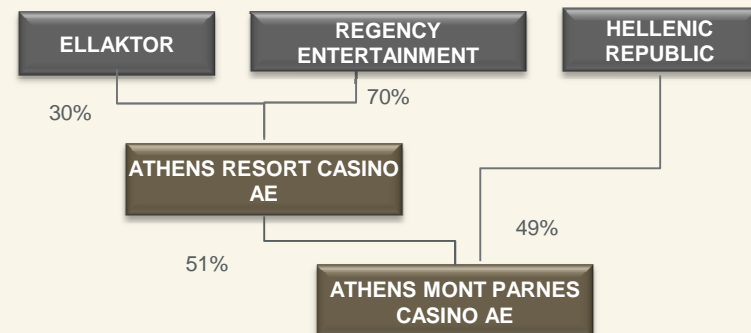 ELLAKTOR
REGENCY
ENTERTAINMENT
HELLENIC
REPUBLIC
30%
70%
ATHENS RESORT CASINO
AE
51%
49%
ATHENS MONT PARNES
CASINO AE